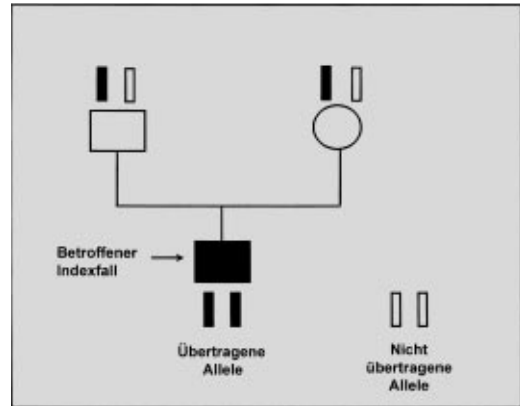 Betroffener
Indexfall
Übertragene
Allele
Nicht
übertragene
Allele